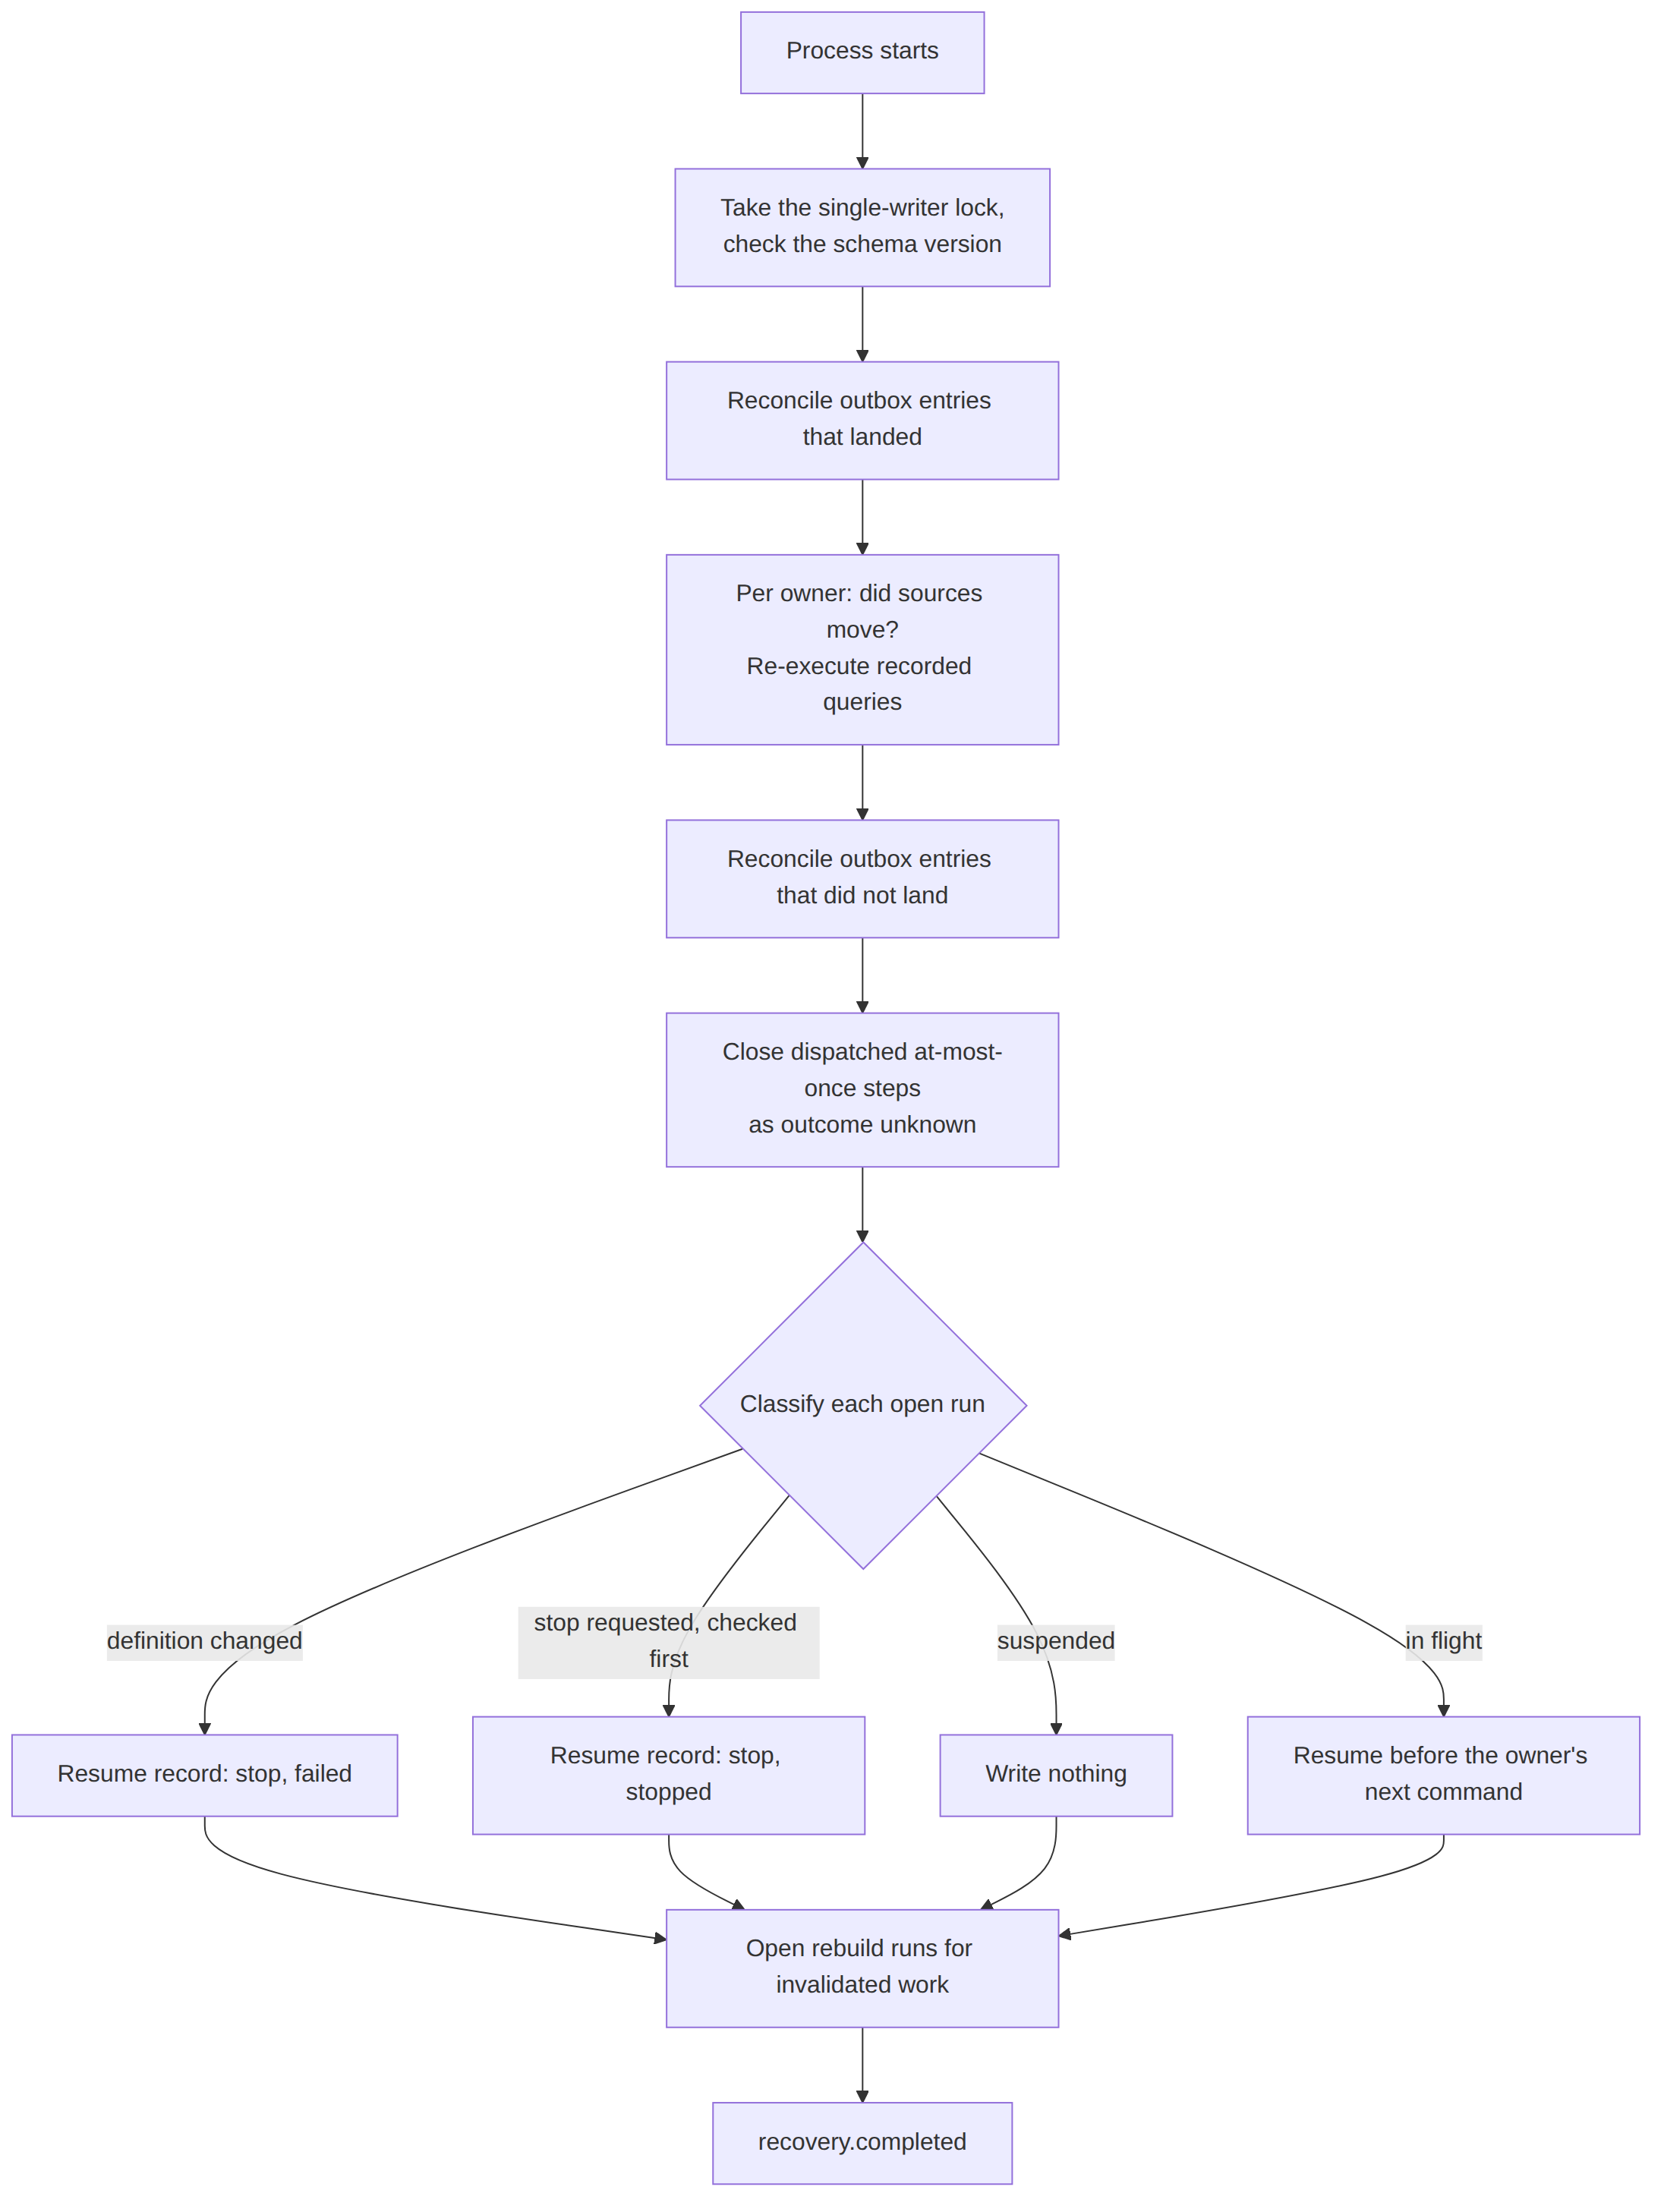 Process starts
Take the single-writer lock,
check the schema version
Reconcile outbox entries
that landed
Per owner: did sources
move?
Re-execute recorded
queries
Reconcile outbox entries
that did not land
Close dispatched at-most-
once steps
as outcome unknown
Classify each open run
definition changed
stop requested, checked
first
suspended
in flight
Resume record: stop, failed
Resume record: stop,
stopped
Write nothing
Resume before the owner's
next command
Open rebuild runs for
invalidated work
recovery.completed